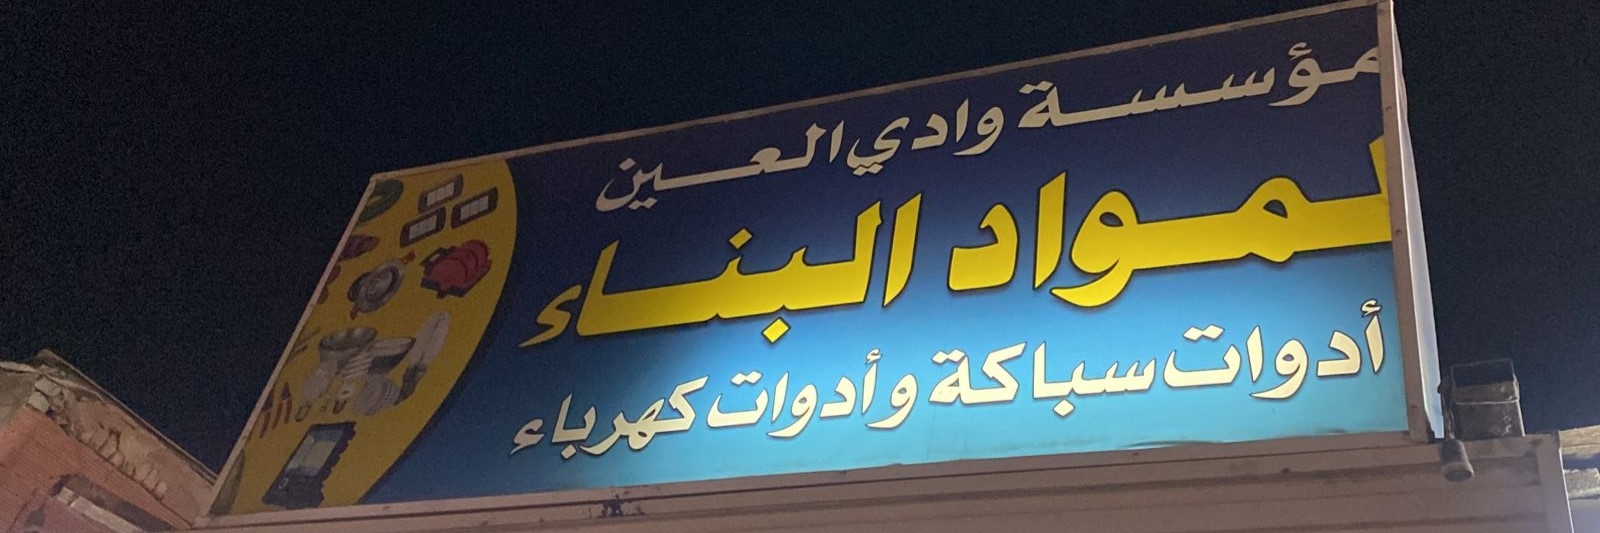 مؤسسة وادي العين
لمواد البناء
أدوات سباكة وأدوات كهرباء